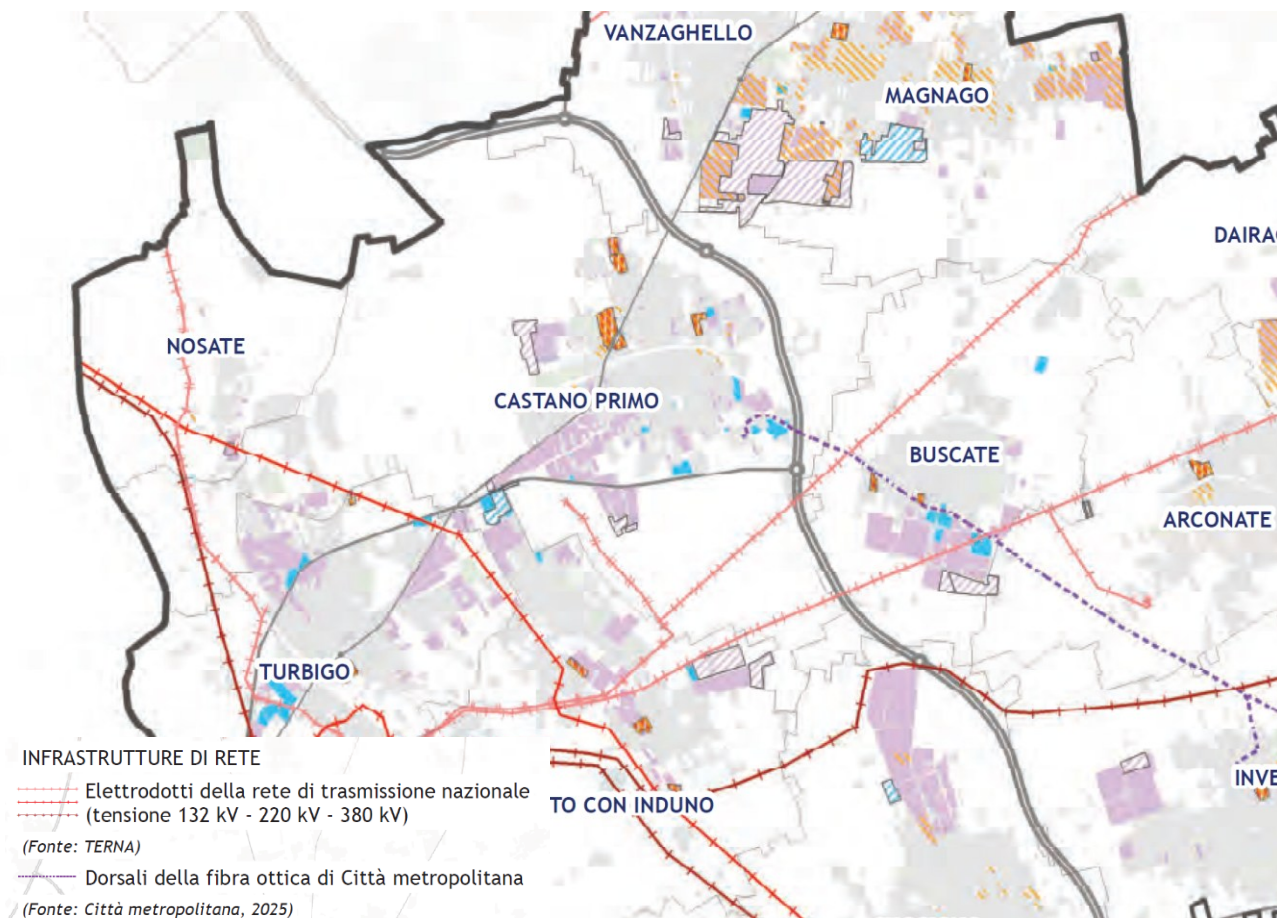 VANZAGHELLO
MAGNAGO
DAIRA
NOSATE
CASTANO PRIMO
BUSCATE
ARCONATE
TURBIGO
INFRASTRUTTURE DI RETE
Elettrodotti della rete di trasmissione nazionale
(tensione 132 kV - 220 kV - 380 kV)
(Fonte: TERNA)
Dorsali della fibra ottica di Città metropolitana
(Fonte: Città metropolitana, 2025)
TO CON INDUNO
INVE